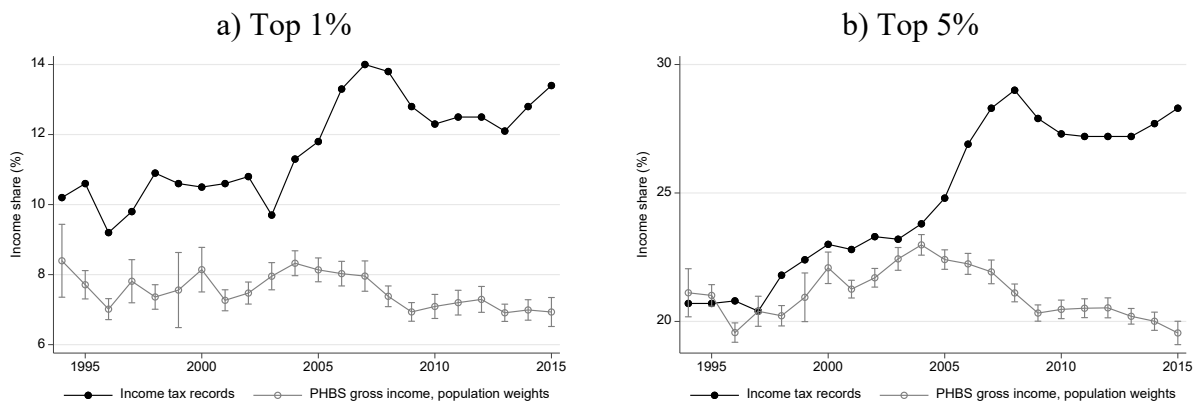 a) Top 1%
Income share (%)
14
12
10
8
6
1995 2000 2005 2010 2015
Income tax records PHBS gross income, population weights
b) Top 5%
Income share (%)
30
25
20
1995 2000 2005 2010 2015
Income tax records PHBS gross income, population weights